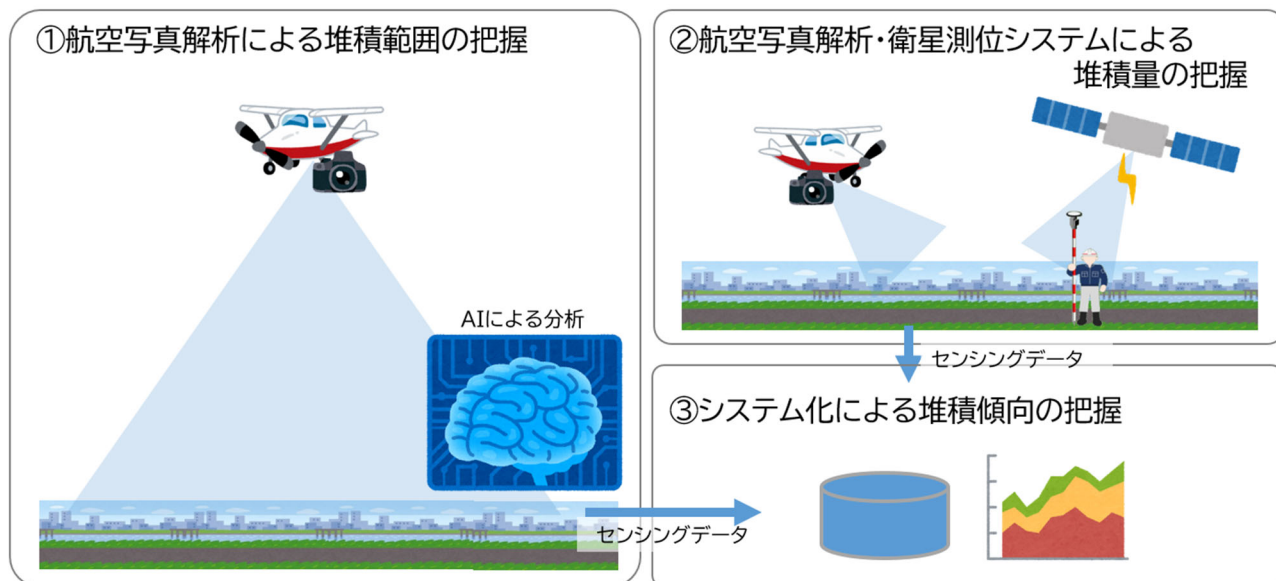 ①航空写真解析による堆積範囲の把握
AIによる分析
センシングデータ
②航空写真解析・衛星測位システムによる
堆積量の把握
センシングデータ
③システム化による堆積傾向の把握